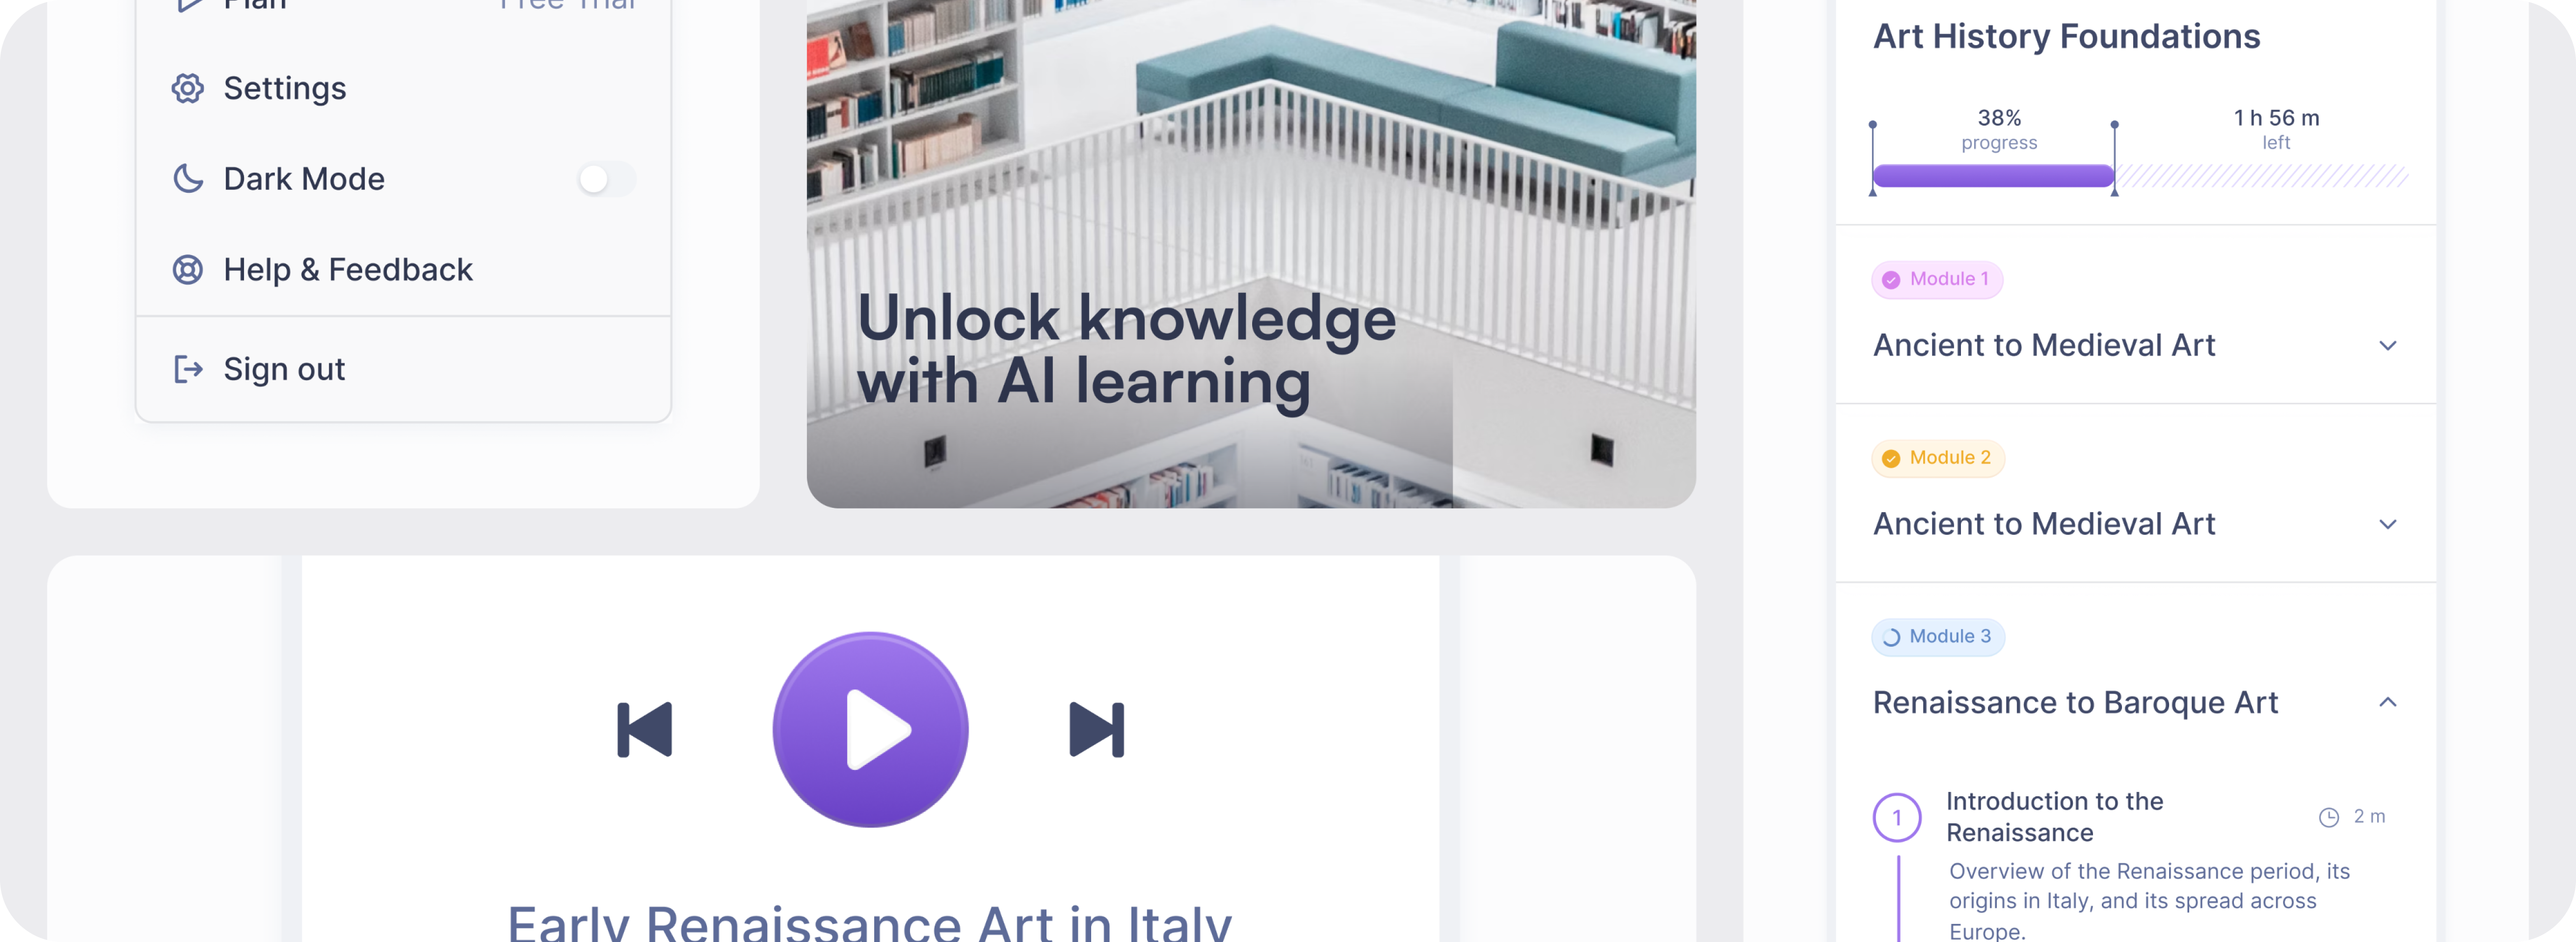 Plan
Free Trial
Settings
Dark Mode
Help & Feedback
Sign out
Unlock knowledge
with AI learning
Early Renaissance Art in Italy
Art History Foundations
38%
progress
1 h 56 m
left
Module 1
Ancient to Medieval Art
Module 2
Ancient to Medieval Art
Module 3
Renaissance to Baroque Art
1
Introduction to the
Renaissance
2 m
Overview of the Renaissance period, its
origins in Italy, and its spread across
Europe.